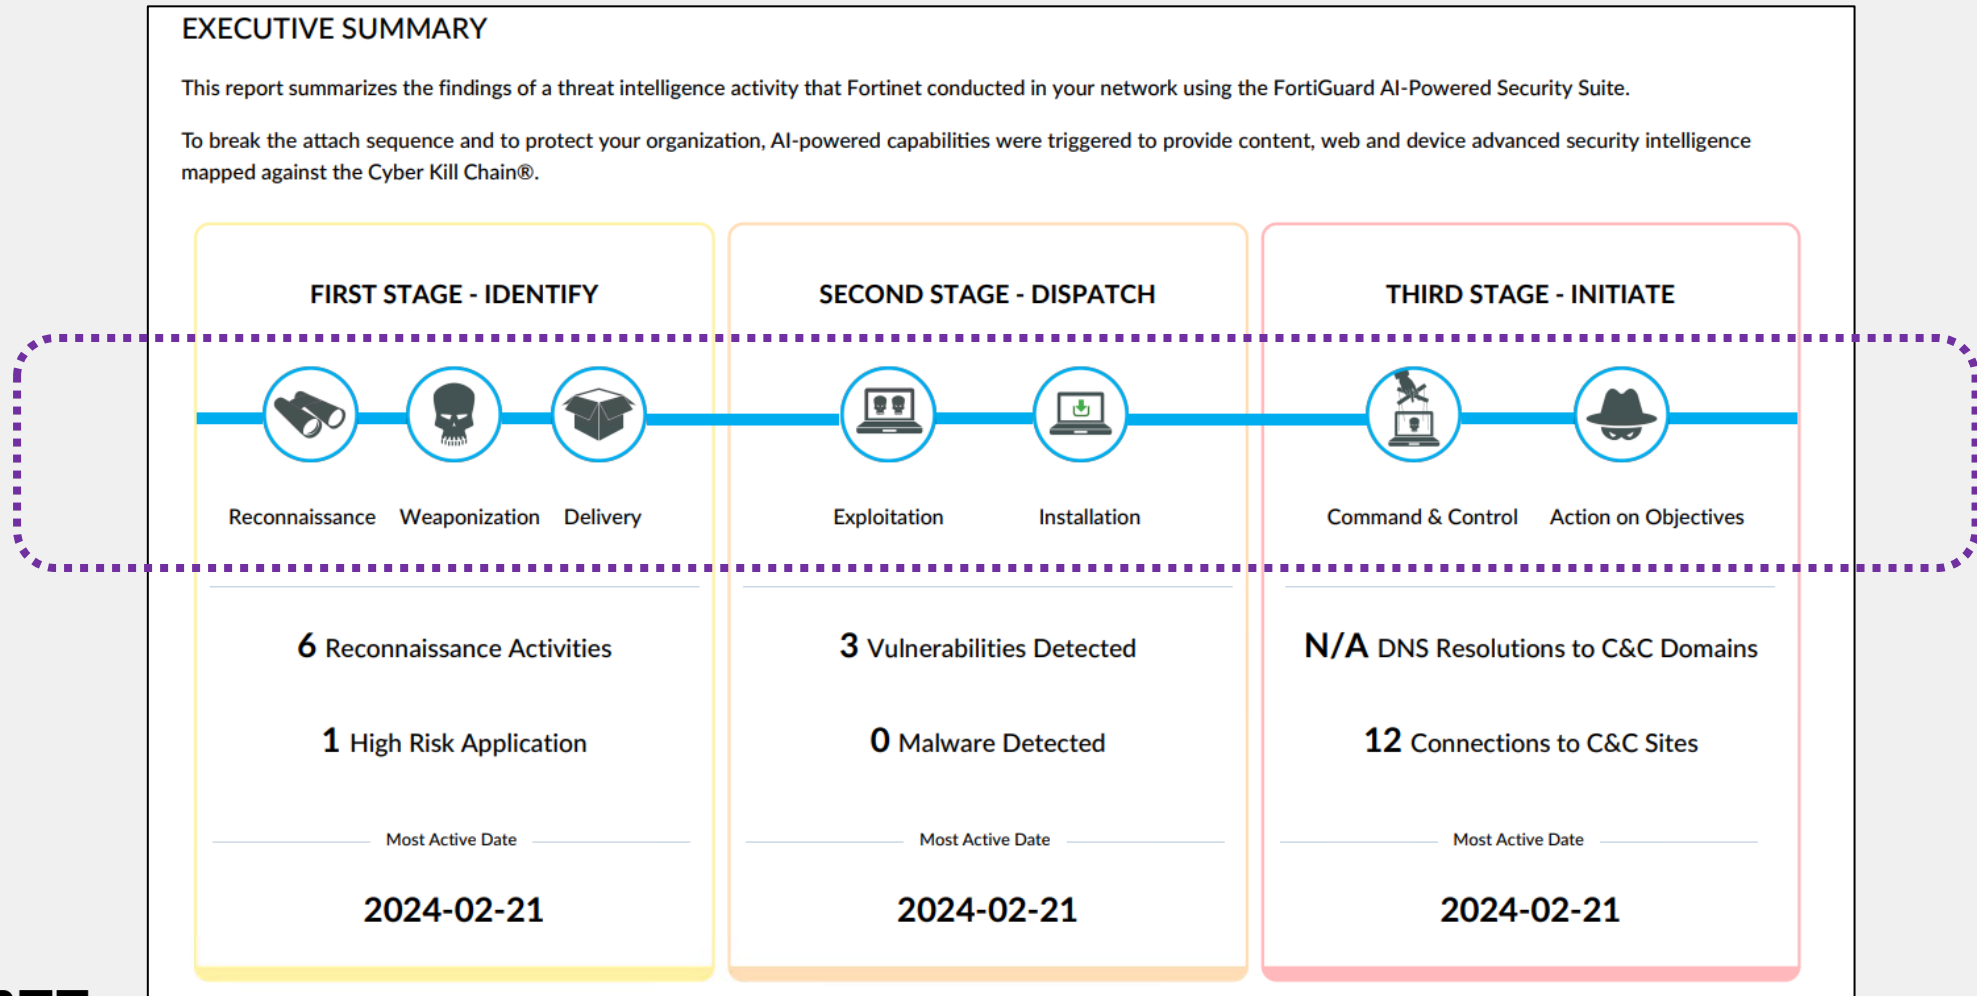 EXECUTIVE SUMMARY
This report summarizes the findings of a threat intelligence activity that Fortinet conducted in your network using the FortiGuard AI-Powered Security Suite.
To break the attach sequence and to protect your organization, AI-powered capabilities were triggered to provide content, web and device advanced security intelligence
mapped against the Cyber Kill Chain®.
FIRST STAGE - IDENTIFY
Reconnaissance Weaponization Delivery
6 Reconnaissance Activities
1 High Risk Application
Most Active Date
2024-02-21
SECOND STAGE - DISPATCH
Exploitation Installation
3 Vulnerabilities Detected
0 Malware Detected
Most Active Date
2024-02-21
THIRD STAGE - INITIATE
Command & Control Action on Objectives
N/A DNS Resolutions to C&C Domains
12 Connections to C&C Sites
Most Active Date
2024-02-21